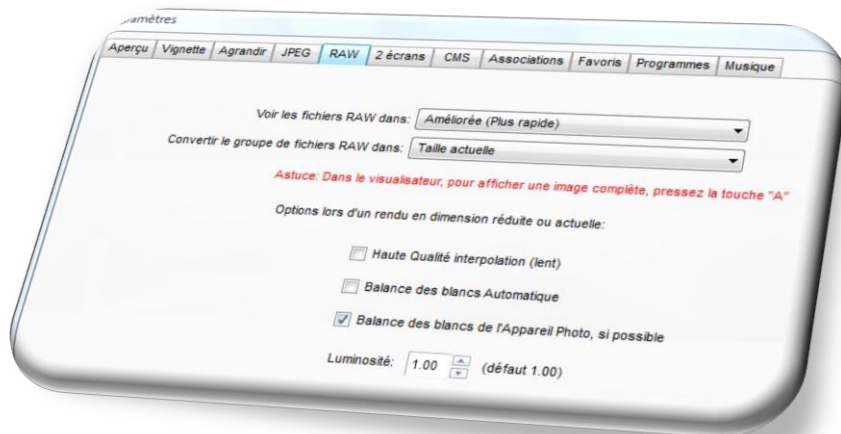 Paramètres
Aperçu Vignette Agrandir JPEG RAW 2 écrans CMS Associations Favoris Programmes Musique
Voir les fichiers RAW dans: Améliorée (Plus rapide)
Convertir le groupe de fichiers RAW dans: Taille actuelle
Astuce: Dans le visualisateur, pour afficher une image complète, pressez la touche "A"
Options lors d'un rendu en dimension réduite ou actuelle:
Haute Qualité interpolation (lent)
Balance des blancs Automatique
Balance des blancs de l'Appareil Photo, si possible
Luminosité: 1.00 (défaut 1.00)